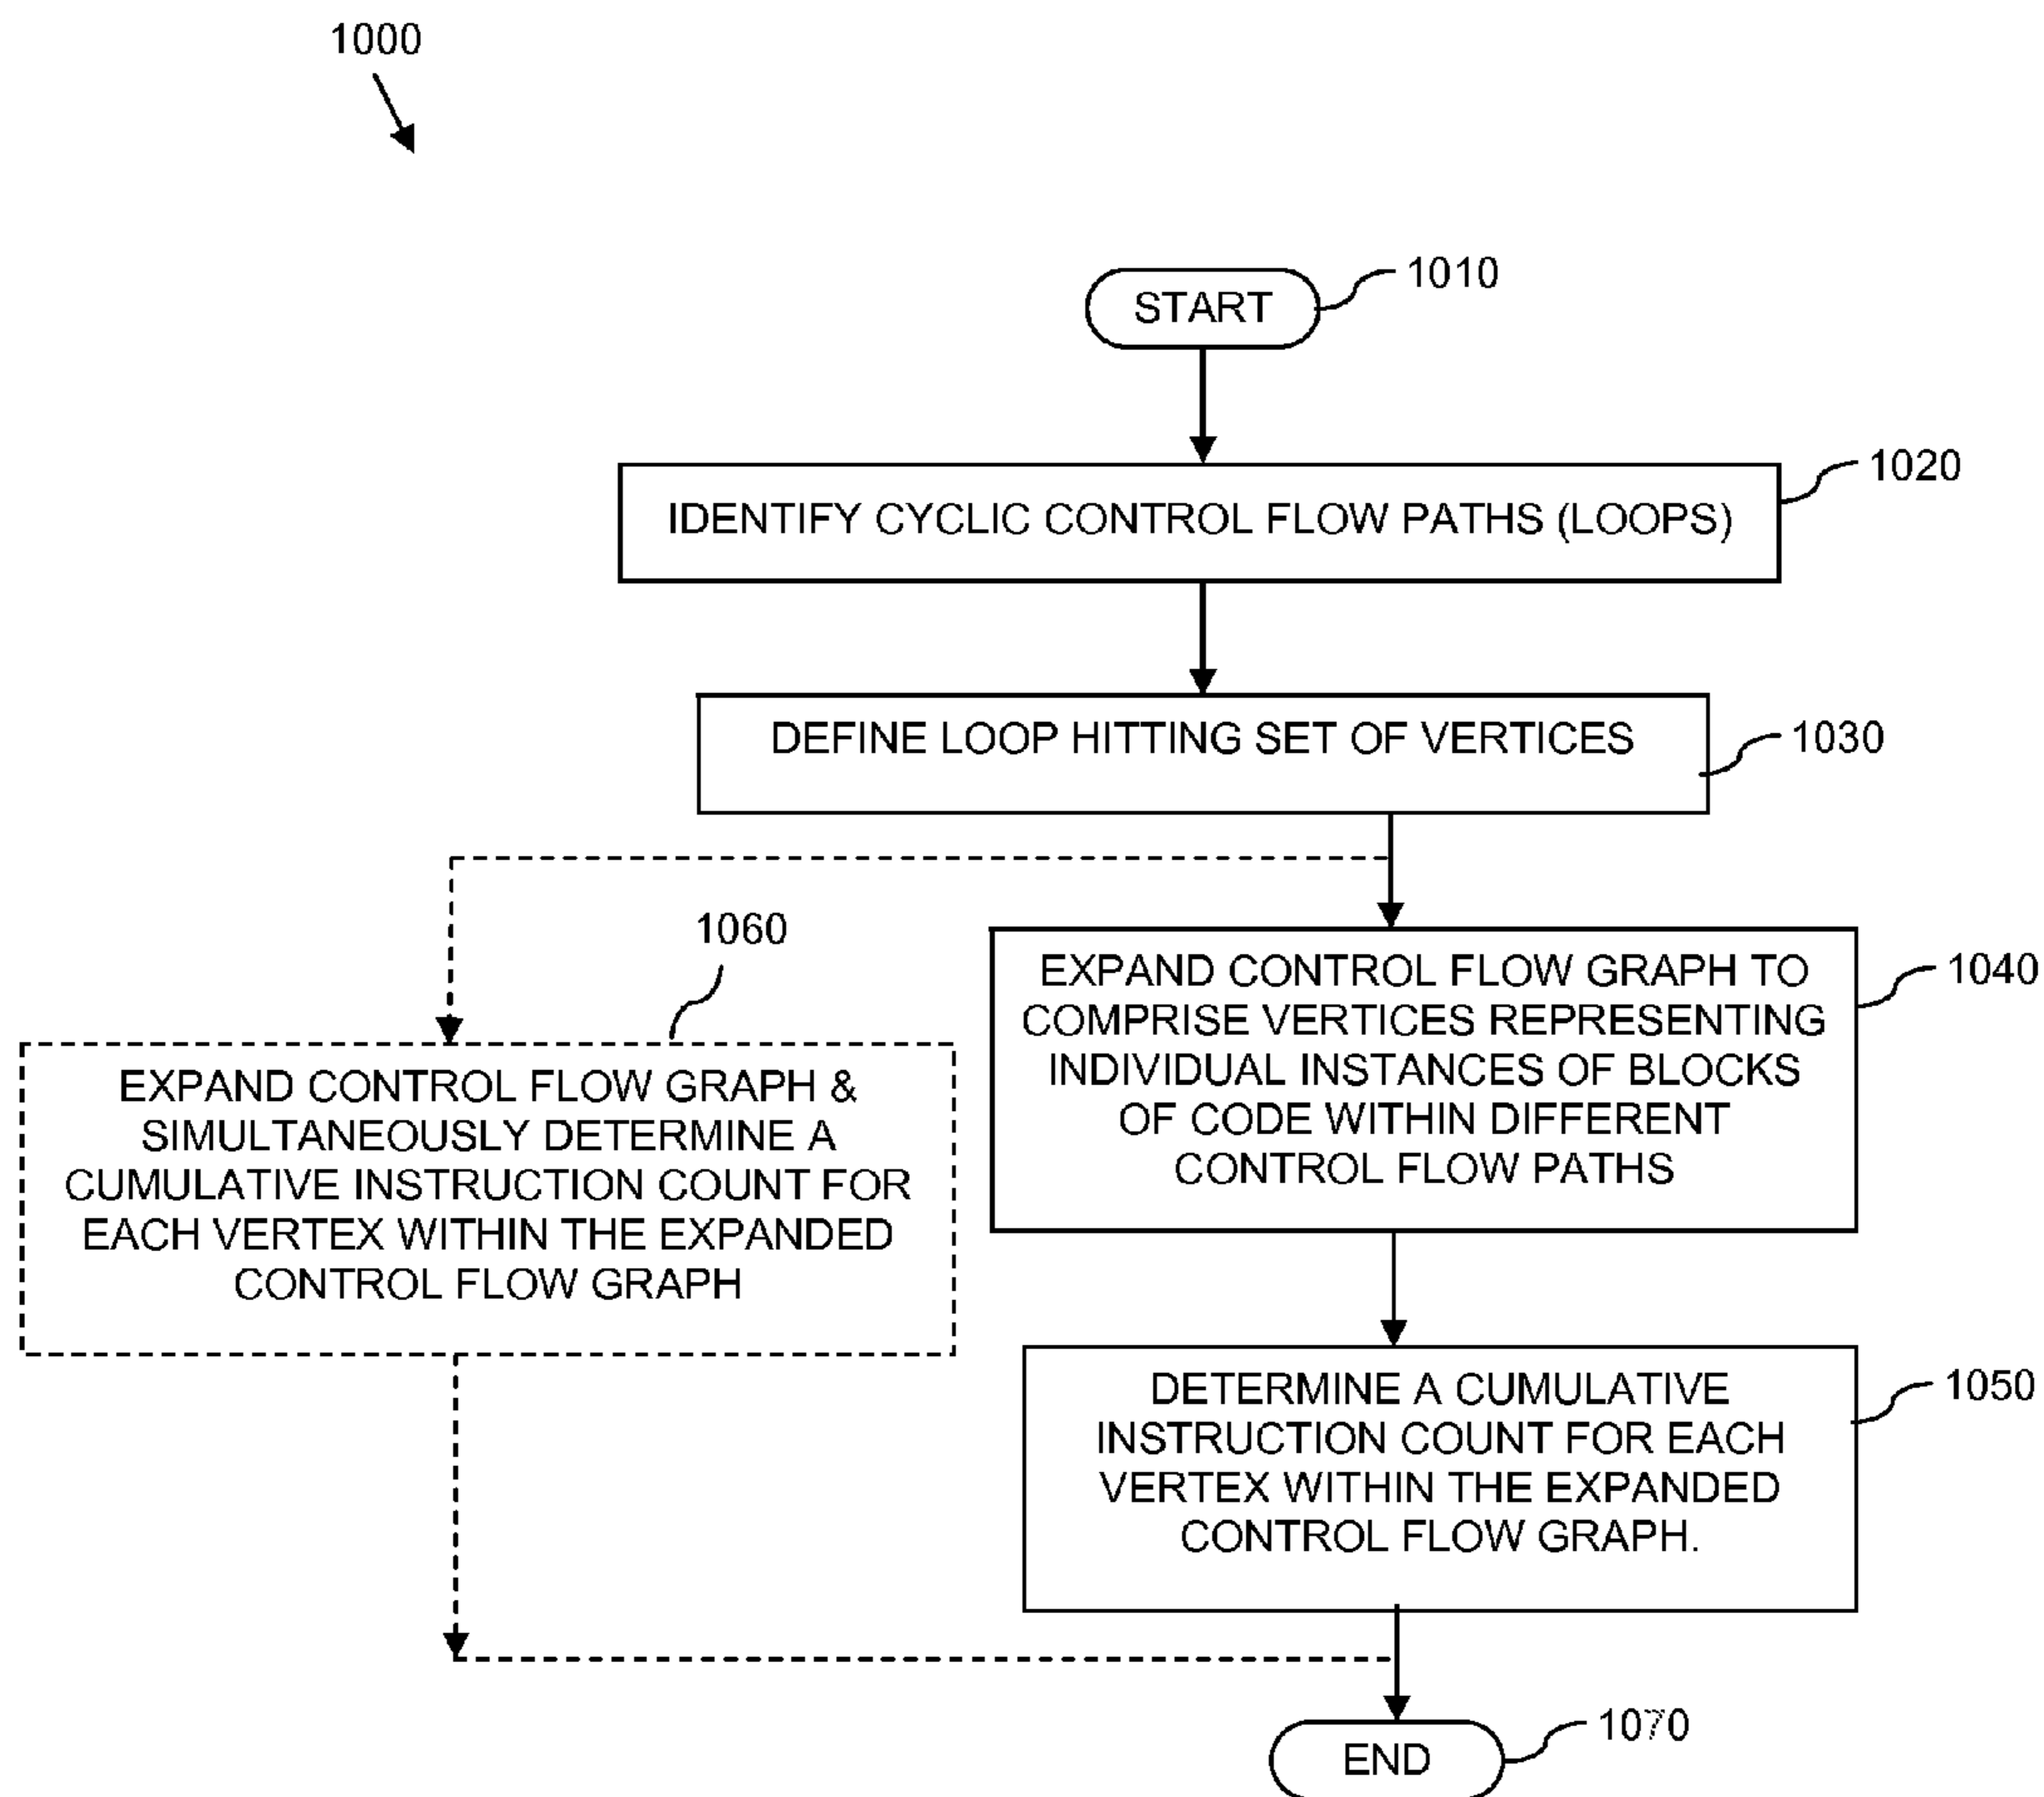 1000
START
1010
IDENTIFY CYCLIC CONTROL FLOW PATHS (LOOPS)
1020
DEFINE LOOP HITTING SET OF VERTICES
1030
1060
EXPAND CONTROL FLOW GRAPH &
SIMULTANEOUSLY DETERMINE A
CUMULATIVE INSTRUCTION COUNT FOR
EACH VERTEX WITHIN THE EXPANDED
CONTROL FLOW GRAPH
EXPAND CONTROL FLOW GRAPH TO
COMPRISE VERTICES REPRESENTING
INDIVIDUAL INSTANCES OF BLOCKS
OF CODE WITHIN DIFFERENT
CONTROL FLOW PATHS
1040
DETERMINE A CUMULATIVE
INSTRUCTION COUNT FOR EACH
VERTEX WITHIN THE EXPANDED
CONTROL FLOW GRAPH.
1050
END
1070